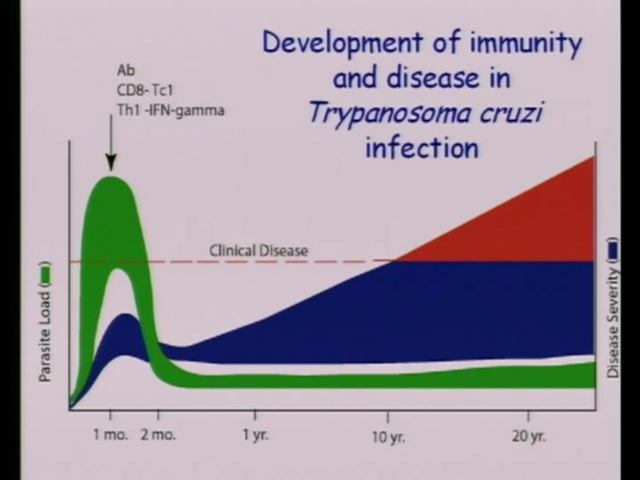 Development of immunity
and disease in
Trypanosoma cruzi
infection
Ab
CD8- Tc1
Th1 -IFN-gamma
Clinical Disease
Parasite Load ( )
Disease Severity ( )
1 mo.
2 mo.
1 yr.
10 yr.
20 yr.